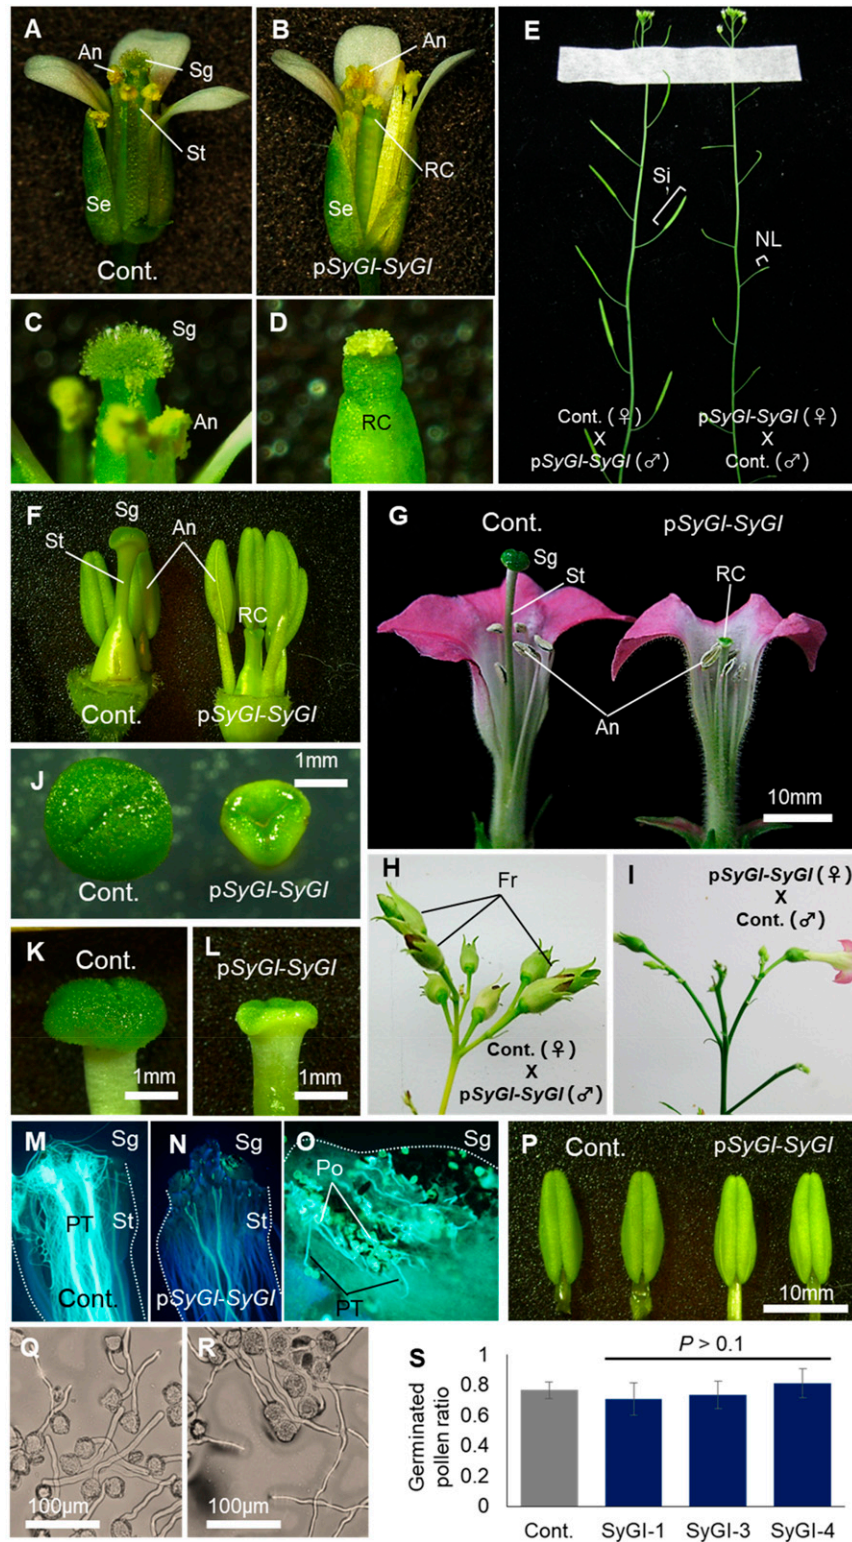 A
An
Sg
St
Se
Cont.
B
An
RC
Se
pSyGI-SyGI
C
Sg
An
D
RC
E
Si
NL
Cont. (♀)
X
pSyGI-SyGI (♂)
pSyGI-SyGI (♀)
X
Cont. (♂)
F
Sg
St
An
RC
Cont.
pSyGI-SyGI
G
Cont.
pSyGI-SyGI
Sg
St
RC
An
10mm
J
1mm
Cont.
pSyGI-SyGI
H
Fr
Cont. (♀)
X
pSyGI-SyGI (♂)
I
pSyGI-SyGI (♀)
X
Cont. (♂)
K
Cont.
1mm
L
pSyGI-SyGI
1mm
M
Sg
PT
St
Cont.
N
Sg
St
pSyGI-SyGI
O
Sg
Po
PT
P
Cont.
pSyGI-SyGI
10mm
Q
100µm
R
100µm
S
P > 0.1
Germinated
pollen ratio
1
0.8
0.6
0.4
0.2
0
Cont.
SyGI-1
SyGI-3
SyGI-4